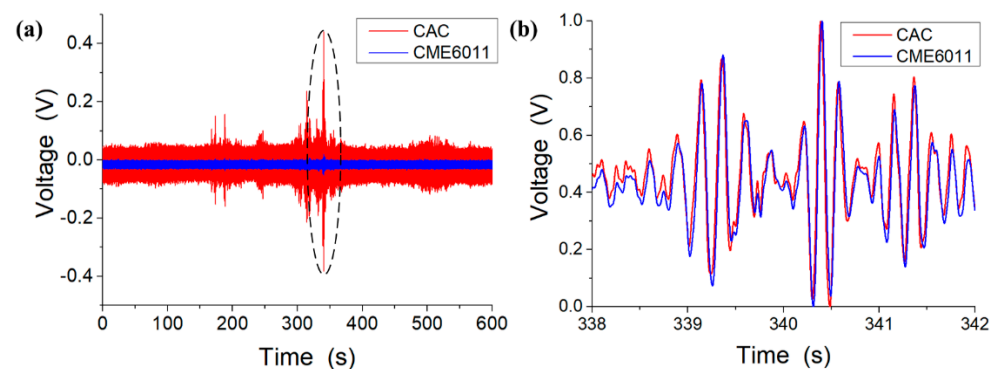 (a)
CAC
CME6011
Voltage (V)
0.4
0.2
0.0
-0.2
-0.4
0 100 200 300 400 500 600
Time (s)
(b)
CAC
CME6011
Voltage (V)
1.0
0.8
0.6
0.4
0.2
0.0
338 339 340 341 342
Time (s)